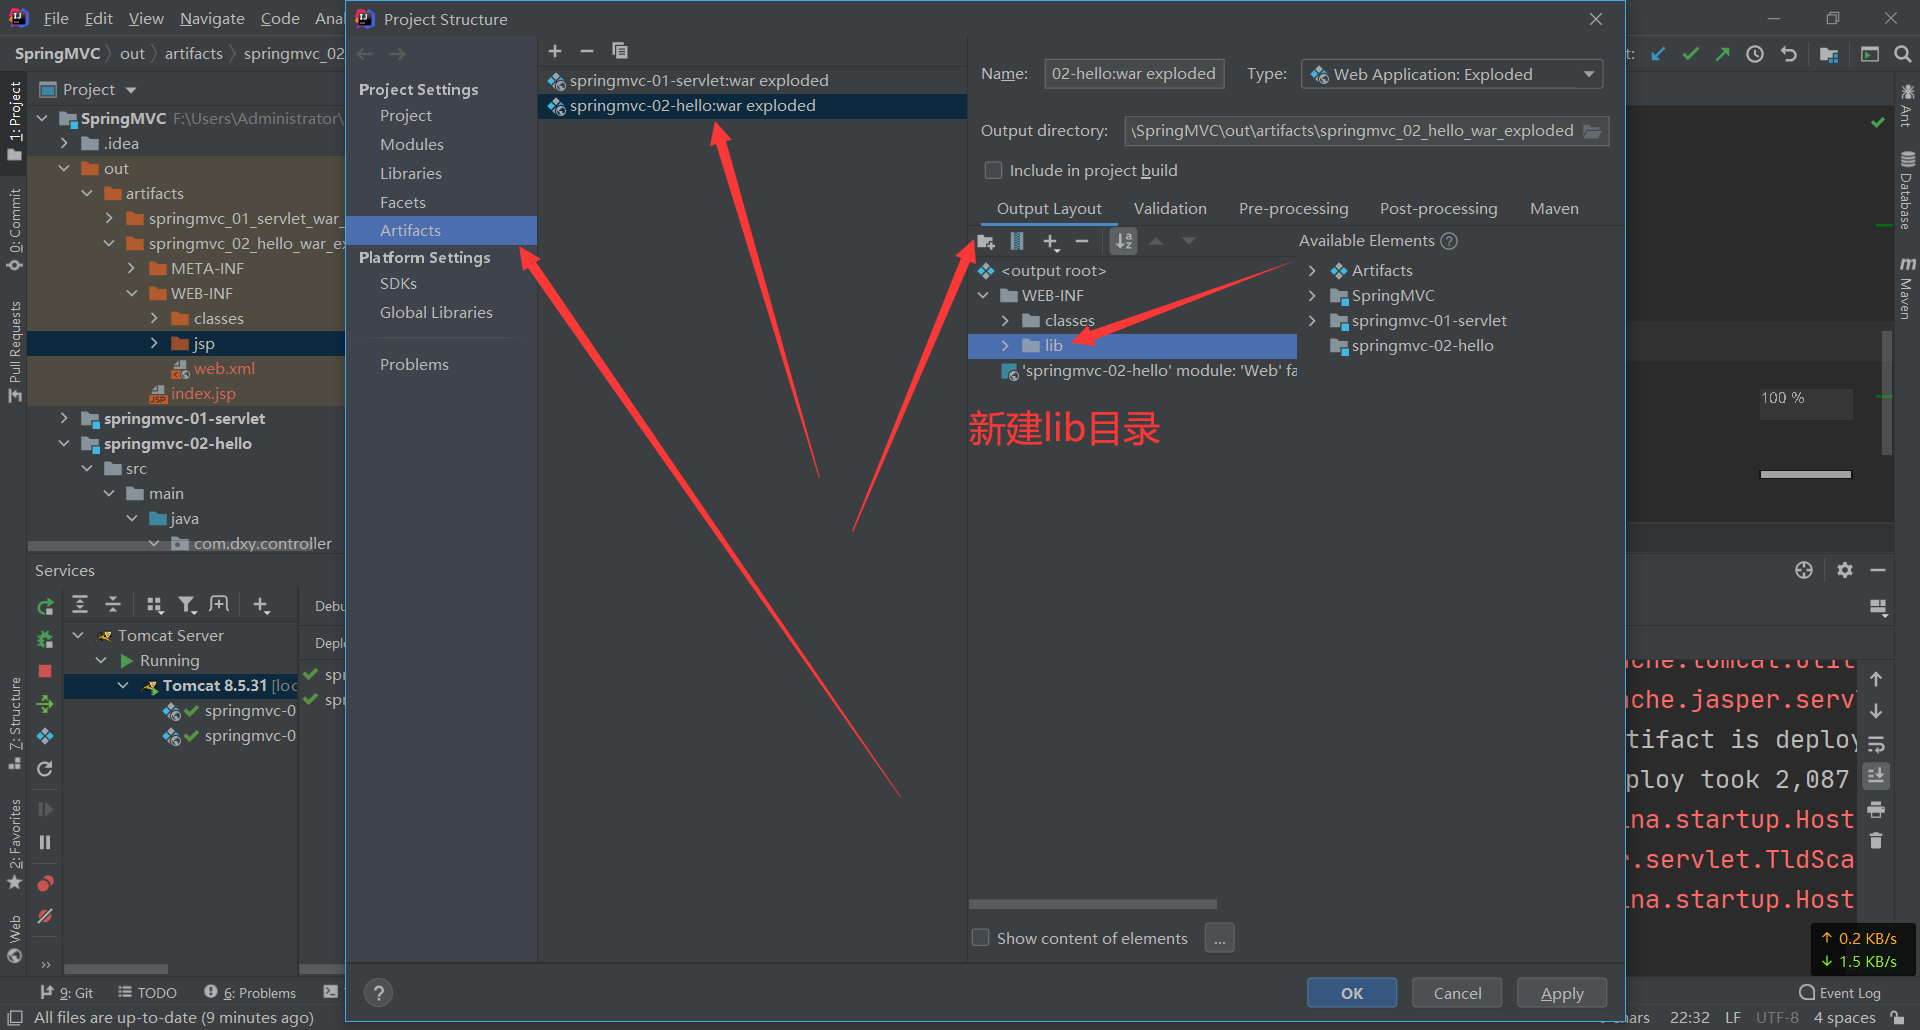 File Edit View Navigate Code Ana
Project Structure
SpringMVC out artifacts springmvc_02
1: Project
0: Commit
Pull Requests
7: Structure
2: Favorites
Web
Project
SpringMVC F:\Users\Administrator\
.idea
out
artifacts
springmvc_01_servlet_war_
springmvc_02_hello_war_ex
META-INF
WEB-INF
classes
jsp
web.xml
index.jsp
springmvc-01-servlet
springmvc-02-hello
src
main
java
com.dxy.controller
Project Settings
Project
Modules
Libraries
Facets
Artifacts
Platform Settings
SDKs
Global Libraries
Problems
springmvc-01-servlet:war exploded
springmvc-02-hello:war exploded
Name: 02-hello:war exploded Type: Web Application: Exploded
Output directory: \SpringMVC\out\artifacts\springmvc_02_hello_war_exploded
Include in project build
Output Layout Validation Pre-processing Post-processing Maven
Available Elements ?
<output root>
WEB-INF
classes
lib
'springmvc-02-hello' module: 'Web' fa
Artifacts
SpringMVC
springmvc-01-servlet
springmvc-02-hello
新建lib目录
Show content of elements ...
? OK Cancel Apply
t:
Ant
Database
m Maven
100 %
Services
Debu
Depl
Tomcat Server
Running
Tomcat 8.5.31 [loc
springmvc-0
springmvc-0
spr
spr
che.tomcat.util
che.jasper.serv
tifact is deploy
ploy took 2,087
ina.startup.Host
r.servlet.TldSca
ina.startup.Host
↑ 0.2 KB/s
↓ 1.5 KB/s
9: Git TODO 6: Problems Event Log
All files are up-to-date (9 minutes ago) 22:32 LF UTF-8 4 spaces